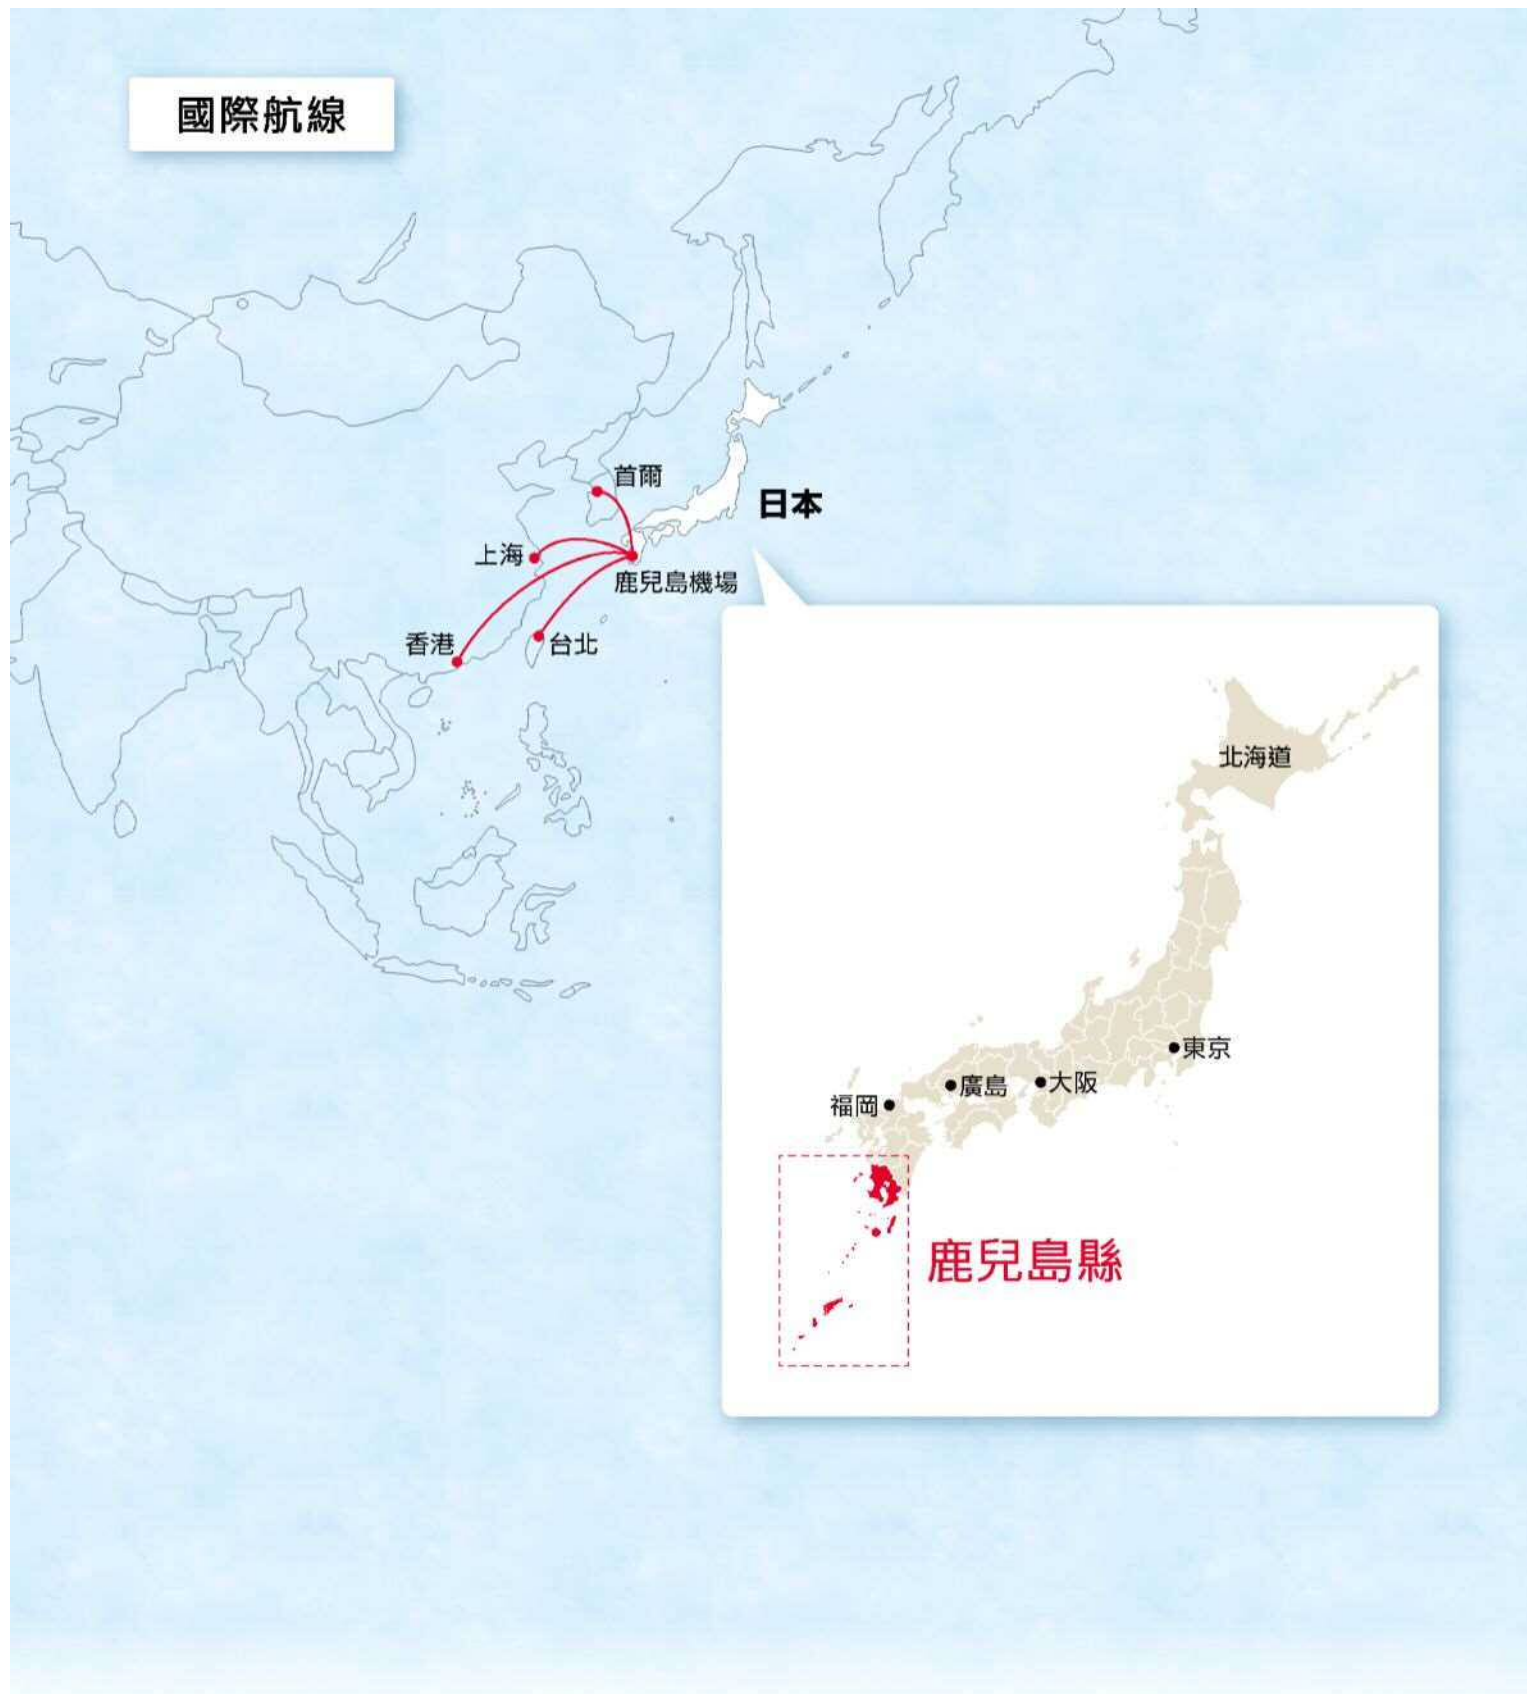 國際航線
首爾
日本
上海
鹿兒島機場
香港
台北
北海道
東京
大阪
廣島
福岡
鹿兒島縣